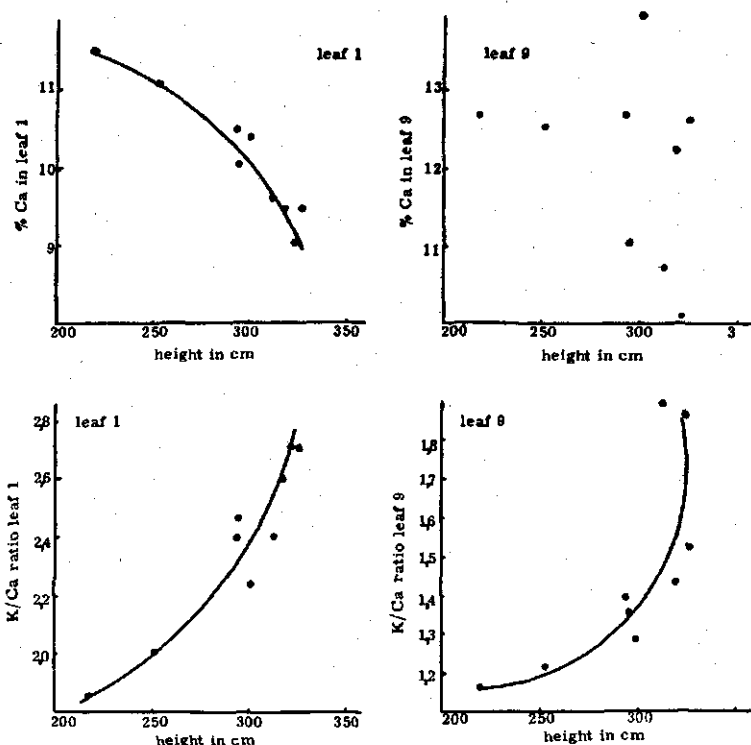 leaf 1
11
10
9
% Ca in leaf 1
200 250 300 350
height in cm
leaf 9
13
12
11
% Ca in leaf 9
200 250 300 3
height in cm
leaf 1
2,8
2,6
2,4
2,2
2,0
K/Ca ratio leaf 1
200 250 300 350
height in cm
leaf 9
1,8
1,7
1,6
1,5
1,4
1,3
1,2
K/Ca ratio leaf 9
200 250 300
height in cm